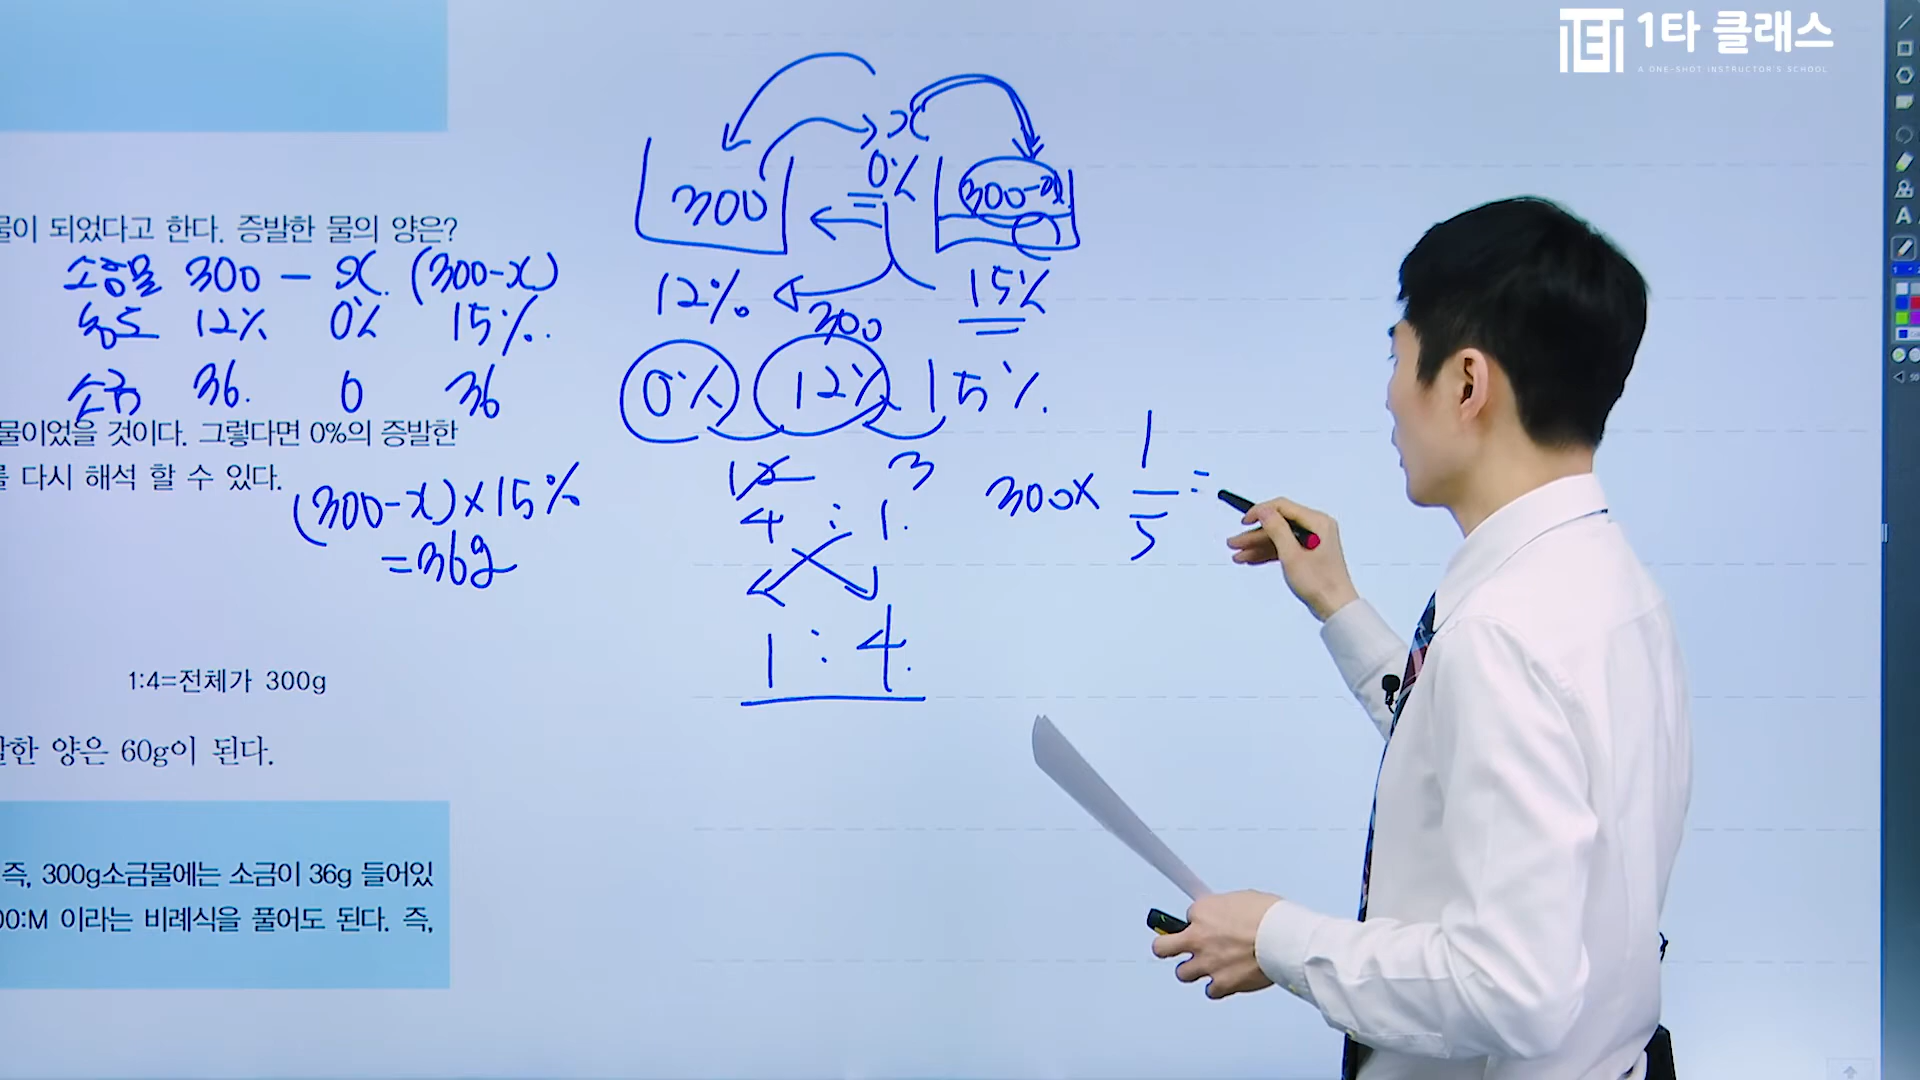 1타 클래스
A ONE-SHOT INSTRUCTOR'S SCHOOL
물이 되었다고 한다. 증발한 물의 양은?
소금물 300 - x (300-x)
농도 12% 0% 15%.
소금 36. 0 36
물이었을 것이다. 그렇다면 0%의 증발한
를 다시 해석 할 수 있다.
(300-x)×15%
=36g
1:4=전체가 300g
발한 양은 60g이 된다.
즉, 300g소금물에는 소금이 36g 들어있
00:M 이라는 비례식을 풀어도 된다. 즉,
x
0%
300
300-x
12%
15%
300
0% 12% 15%.
12 3
4 : 1.
1 : 4.
300× 1/5 =